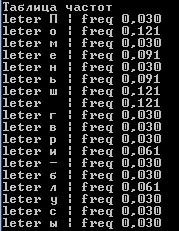 Таблица частот
leter П ¦ freq 0,030
leter о ¦ freq 0,121
leter м ¦ freq 0,030
leter е ¦ freq 0,091
leter н ¦ freq 0,030
leter ь ¦ freq 0,091
leter ш ¦ freq 0,121
leter   ¦ freq 0,121
leter г ¦ freq 0,030
leter в ¦ freq 0,030
leter р ¦ freq 0,030
leter и ¦ freq 0,061
leter - ¦ freq 0,030
leter б ¦ freq 0,030
leter л ¦ freq 0,061
leter у ¦ freq 0,030
leter с ¦ freq 0,030
leter ы ¦ freq 0,030